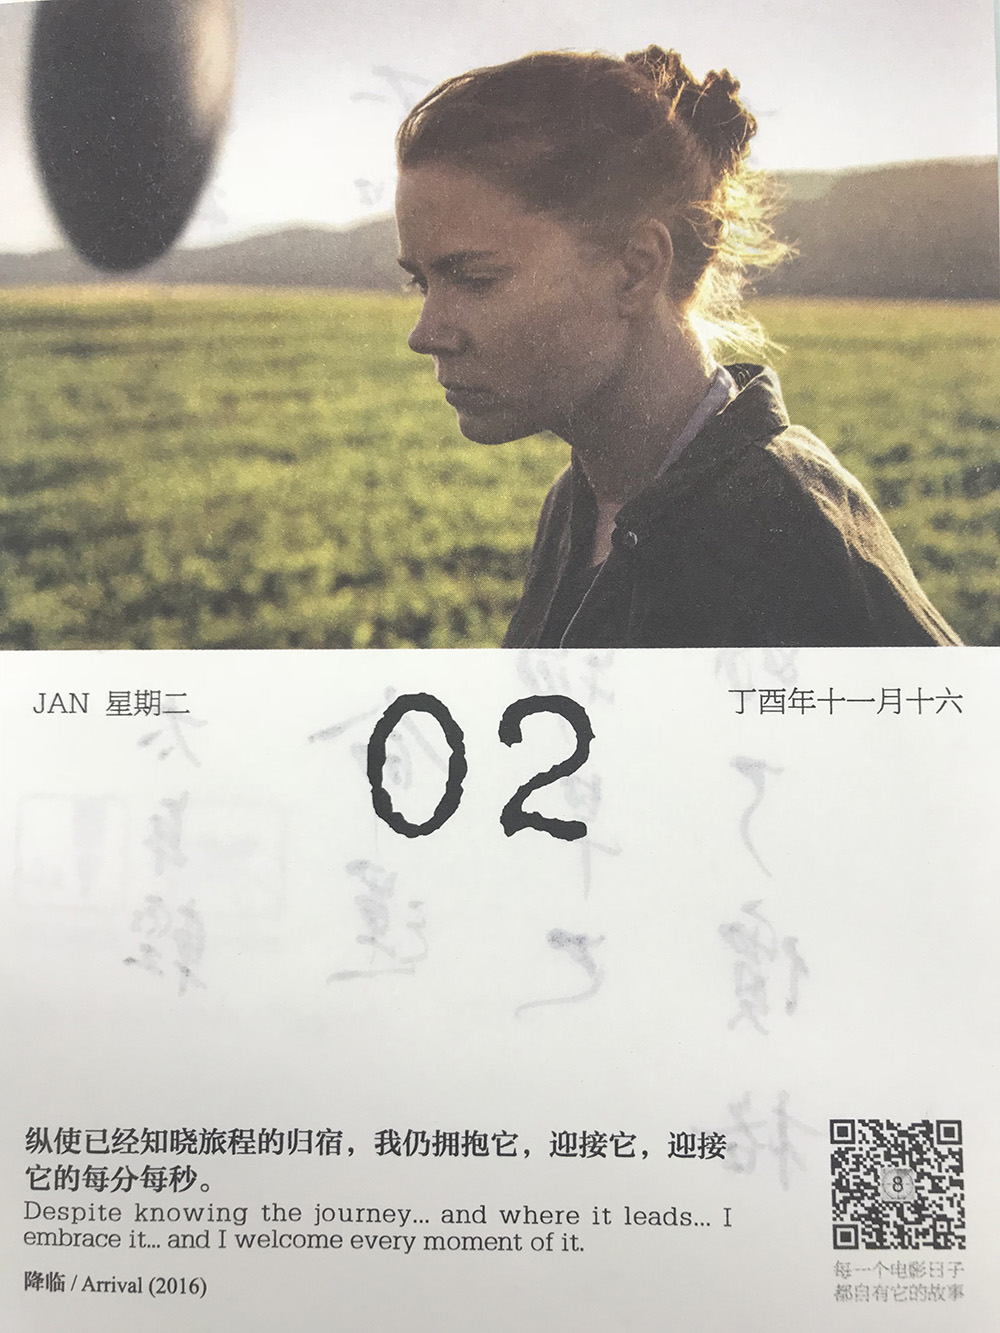 JAN 星期二
02
丁酉年十一月十六
纵使已经知晓旅程的归宿，我仍拥抱它，迎接它，迎接
它的每分每秒。
Despite knowing the journey... and where it leads... I
embrace it... and I welcome every moment of it.
降临 / Arrival (2016)
8
每一个电影日子
都自有它的故事